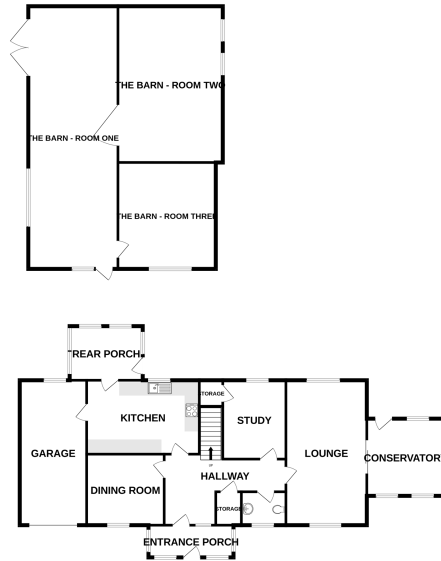 THE BARN - ROOM TWO
THE BARN - ROOM ONE
THE BARN - ROOM THREE
REAR PORCH
STORAGE
KITCHEN
STUDY
GARAGE
LOUNGE
CONSERVATORY
HALLWAY
UP
DINING ROOM
STORAGE
ENTRANCE PORCH